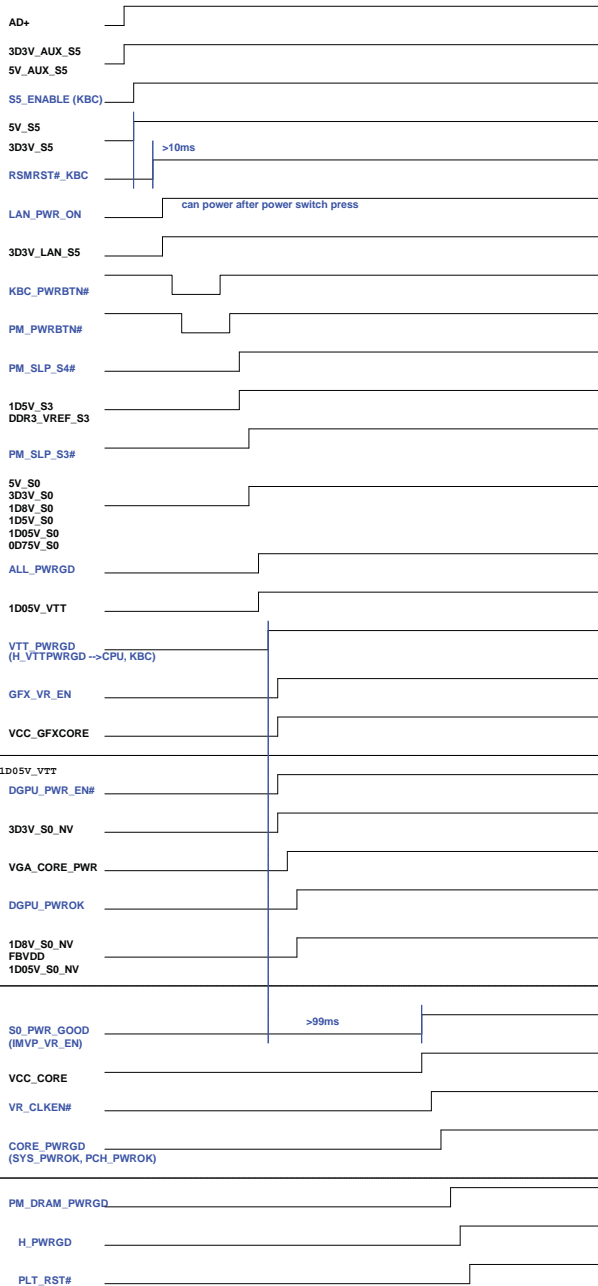 AD+
3D3V_AUX_S5
5V_AUX_S5
S5_ENABLE (KBC)
5V_S5
>10ms
3D3V_S5
RSMRST#_KBC
can power after power switch press
LAN_PWR_ON
3D3V_LAN_S5
KBC_PWRBTN#
PM_PWRBTN#
PM_SLP_S4#
1D5V_S3
DDR3_VREF_S3
PM_SLP_S3#
5V_S0
3D3V_S0
1D8V_S0
1D5V_S0
1D05V_S0
0D75V_S0
ALL_PWRGD
1D05V_VTT
VTT_PWRGD
(H_VTTPWRGD -->CPU, KBC)
GFX_VR_EN
VCC_GFXCORE
1D05V_VTT
DGPU_PWR_EN#
3D3V_S0_NV
VGA_CORE_PWR
DGPU_PWROK
1D8V_S0_NV
FBVDD
1D05V_S0_NV
>99ms
S0_PWR_GOOD
(IMVP_VR_EN)
VCC_CORE
VR_CLKEN#
CORE_PWRGD
(SYS_PWROK, PCH_PWROK)
PM_DRAM_PWRGD
H_PWRGD
PLT_RST#